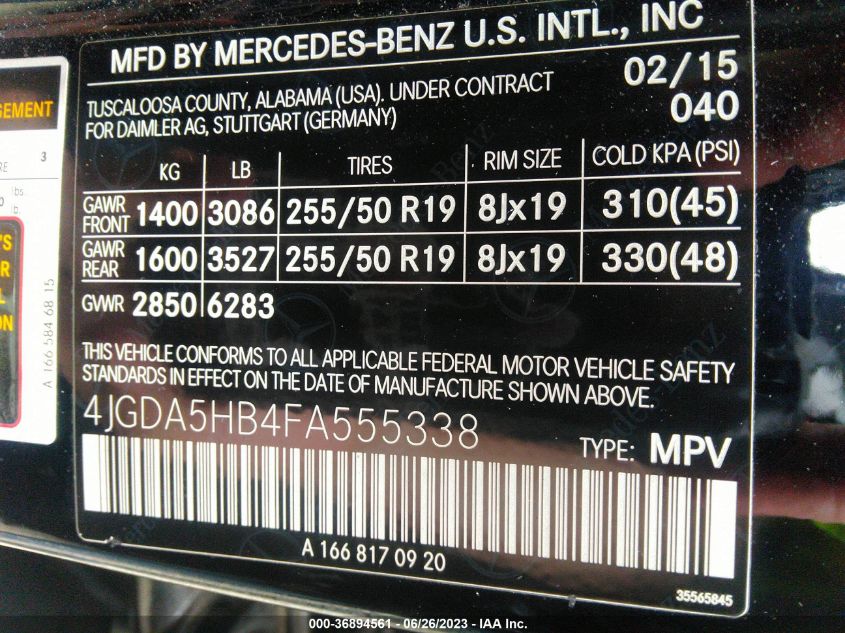 MFD BY MERCEDES-BENZ U.S. INTL., INC
TUSCALOOSA COUNTY, ALABAMA (USA). UNDER CONTRACT
FOR DAIMLER AG, STUTTGART (GERMANY)
02/15
040
KG LB TIRES RIM SIZE COLD KPA (PSI)
GAWR FRONT 1400 3086 255/50 R19 8Jx19 310(45)
GAWR REAR 1600 3527 255/50 R19 8Jx19 330(48)
GVWR 2850 6283
THIS VEHICLE CONFORMS TO ALL APPLICABLE FEDERAL MOTOR VEHICLE SAFETY
STANDARDS IN EFFECT ON THE DATE OF MANUFACTURE SHOWN ABOVE.
4JGDA5HB4FA555338
TYPE: MPV
A 166 817 09 20
35565845
3
lbs.
A 166 584 68 15
000-36894561 - 06/26/2023 - IAA Inc.